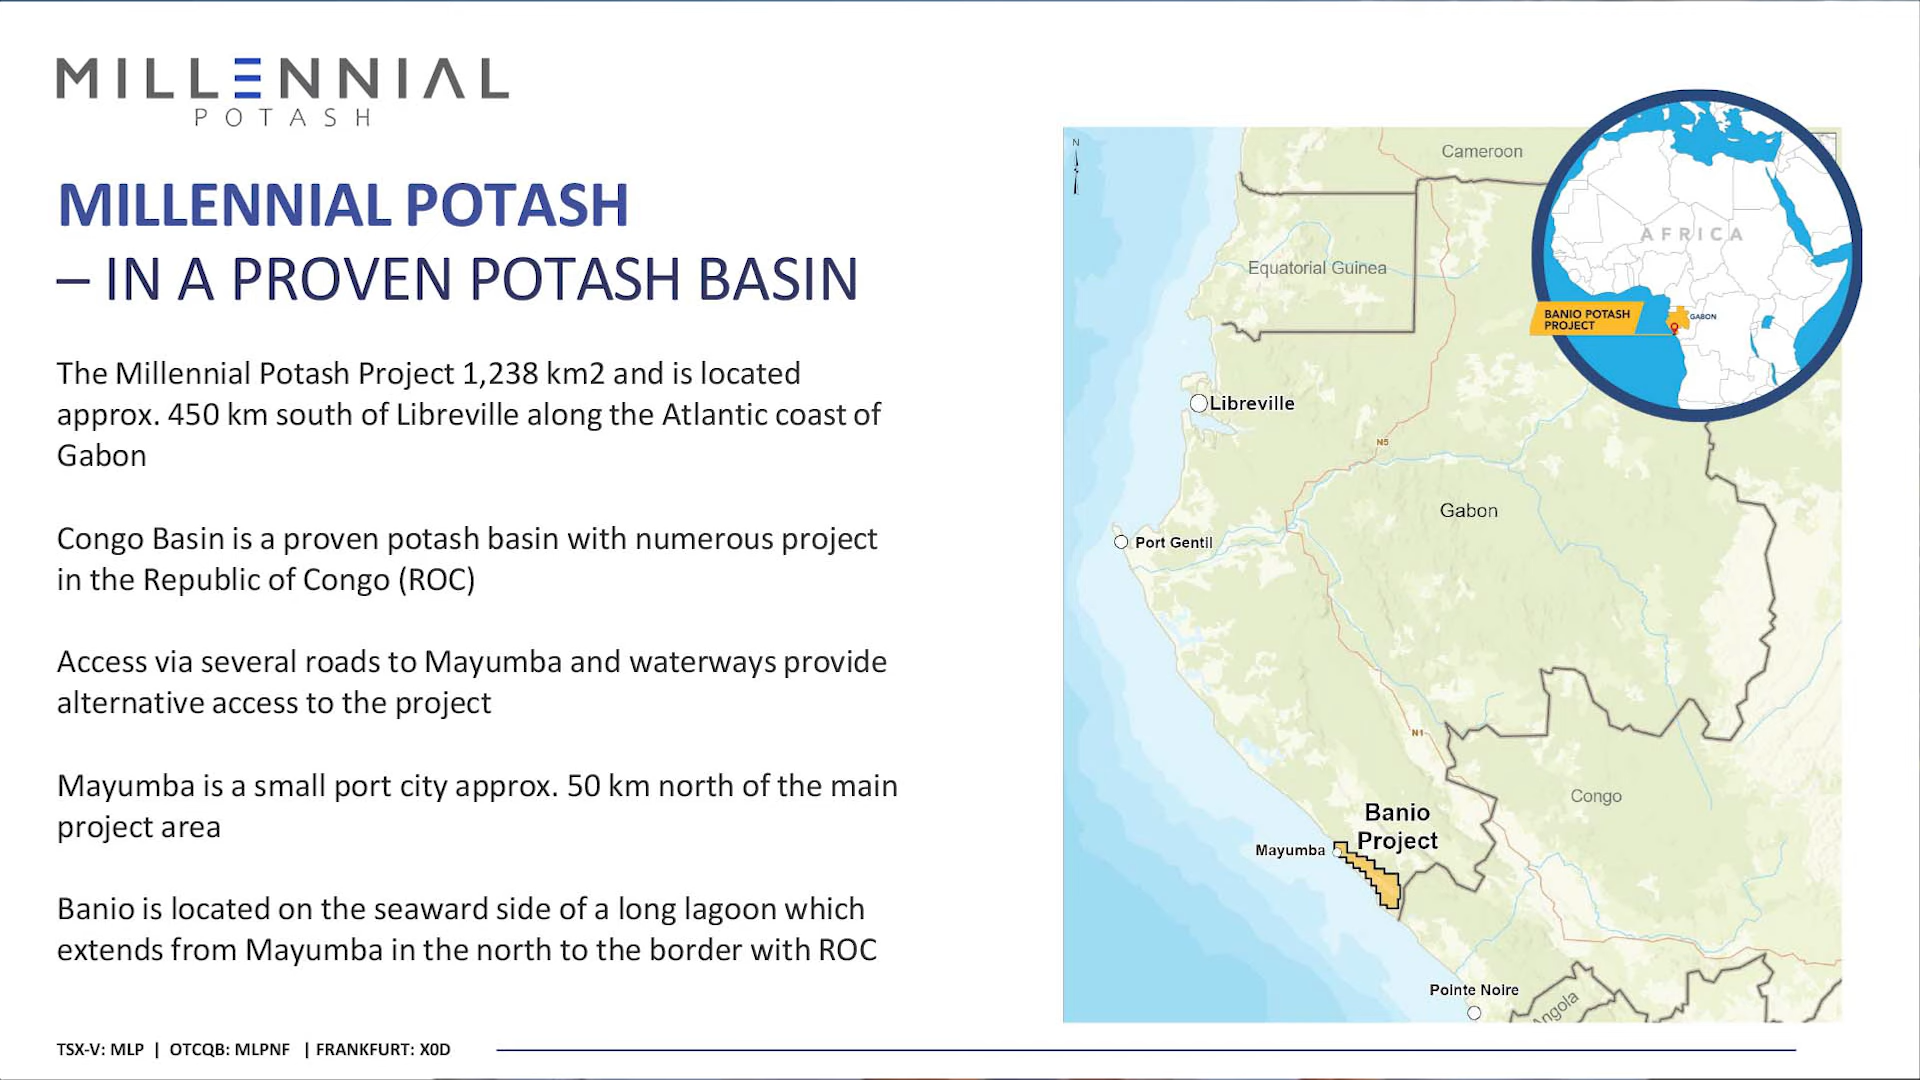 MILLENNIAL
POTASH
MILLENNIAL POTASH
– IN A PROVEN POTASH BASIN
The Millennial Potash Project 1,238 km2 and is located
approx. 450 km south of Libreville along the Atlantic coast of
Gabon
Congo Basin is a proven potash basin with numerous project
in the Republic of Congo (ROC)
Access via several roads to Mayumba and waterways provide
alternative access to the project
Mayumba is a small port city approx. 50 km north of the main
project area
Banio is located on the seaward side of a long lagoon which
extends from Mayumba in the north to the border with ROC
TSX-V: MLP | OTCQB: MLPNF | FRANKFURT: X0D
N
Cameroon
AFRICA
Equatorial Guinea
BANIO POTASH
PROJECT
GABON
Libreville
N5
Gabon
Port Gentil
N1
Congo
Banio
Project
Mayumba
Pointe Noire
Angola